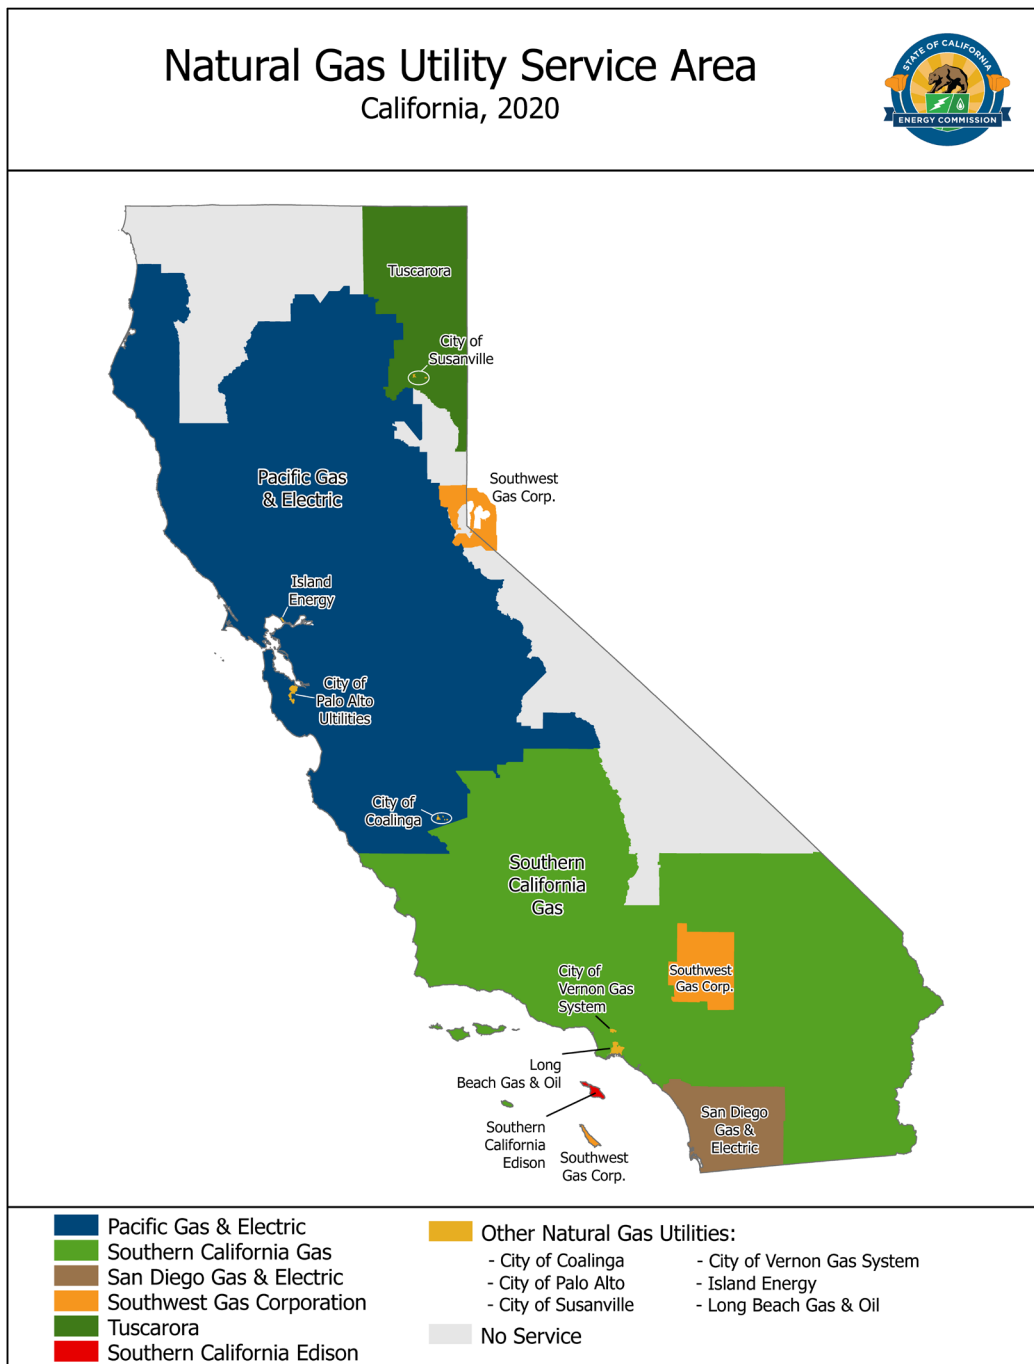 Natural Gas Utility Service Area
California, 2020
STATE OF CALIFORNIA
ENERGY COMMISSION
Tuscarora
City of
Susanville
Pacific Gas
& Electric
Southwest
Gas Corp.
Island
Energy
City of
Palo Alto
Ultilities
City of
Coalinga
Southern
California
Gas
Southwest
Gas Corp.
City of
Vernon Gas
System
Long
Beach Gas & Oil
Southern
California
Edison
Southwest
Gas Corp.
San Diego
Gas &
Electric
Pacific Gas & Electric
Southern California Gas
San Diego Gas & Electric
Southwest Gas Corporation
Tuscarora
Southern California Edison
Other Natural Gas Utilities:
- City of Coalinga
- City of Palo Alto
- City of Susanville
- City of Vernon Gas System
- Island Energy
- Long Beach Gas & Oil
No Service